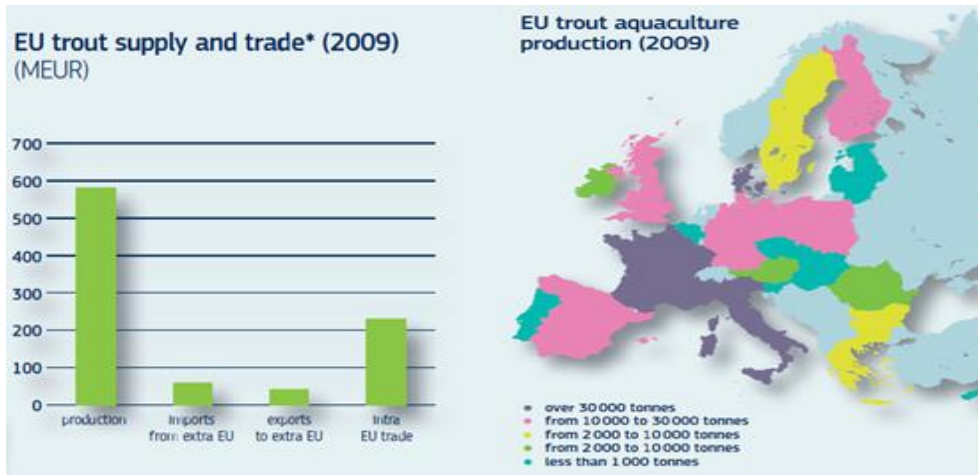 EU trout supply and trade* (2009)
(MEUR)
700
600
500
400
300
200
100
0
production
imports
from extra EU
exports
to extra EU
intra
EU trade
EU trout aquaculture
production (2009)
over 30 000 tonnes
from 10 000 to 30 000 tonnes
from 2 000 to 10 000 tonnes
from 2 000 to 10 000 tonnes
less than 1 000 tonnes